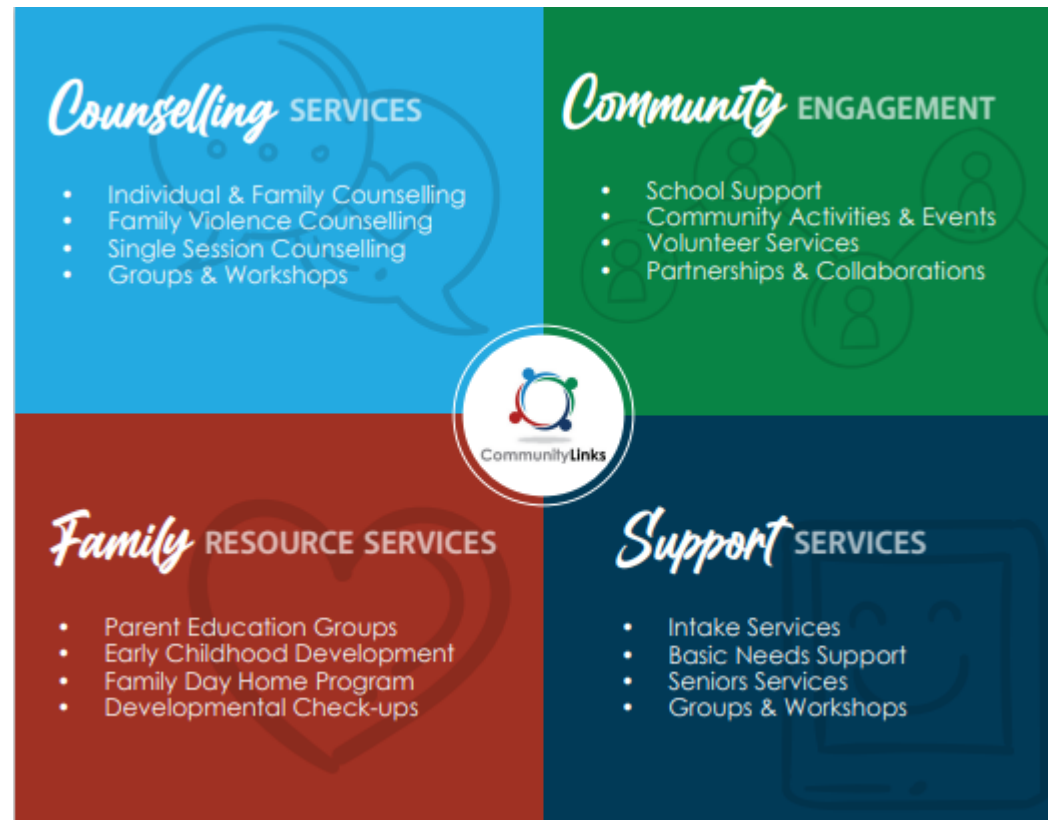 Counselling SERVICES
• Individual & Family Counselling
• Family Violence Counselling
• Single Session Counselling
• Groups & Workshops
Community ENGAGEMENT
• School Support
• Community Activities & Events
• Volunteer Services
• Partnerships & Collaborations
CommunityLinks
Family RESOURCE SERVICES
• Parent Education Groups
• Early Childhood Development
• Family Day Home Program
• Developmental Check-ups
Support SERVICES
• Intake Services
• Basic Needs Support
• Seniors Services
• Groups & Workshops